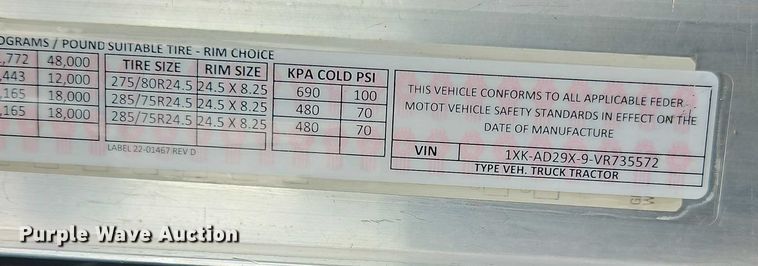 OGRAMS / POUND SUITABLE TIRE - RIM CHOICE
,772 48,000 TIRE SIZE RIM SIZE KPA COLD PSI
,443 12,000 275/80R24.5 24.5 X 8.25 690 100
,165 18,000 285/75R24.5 24.5 X 8.25 480 70
,165 18,000 285/75R24.5 24.5 X 8.25 480 70
LABEL 22-01467 REV D
THIS VEHICLE CONFORMS TO ALL APPLICABLE FEDER
MOTOT VEHICLE SAFETY STANDARDS IN EFFECT ON THE
DATE OF MANUFACTURE
VIN 1XK-AD29X-9-VR735572
TYPE VEH. TRUCK TRACTOR
Purple Wave Auction